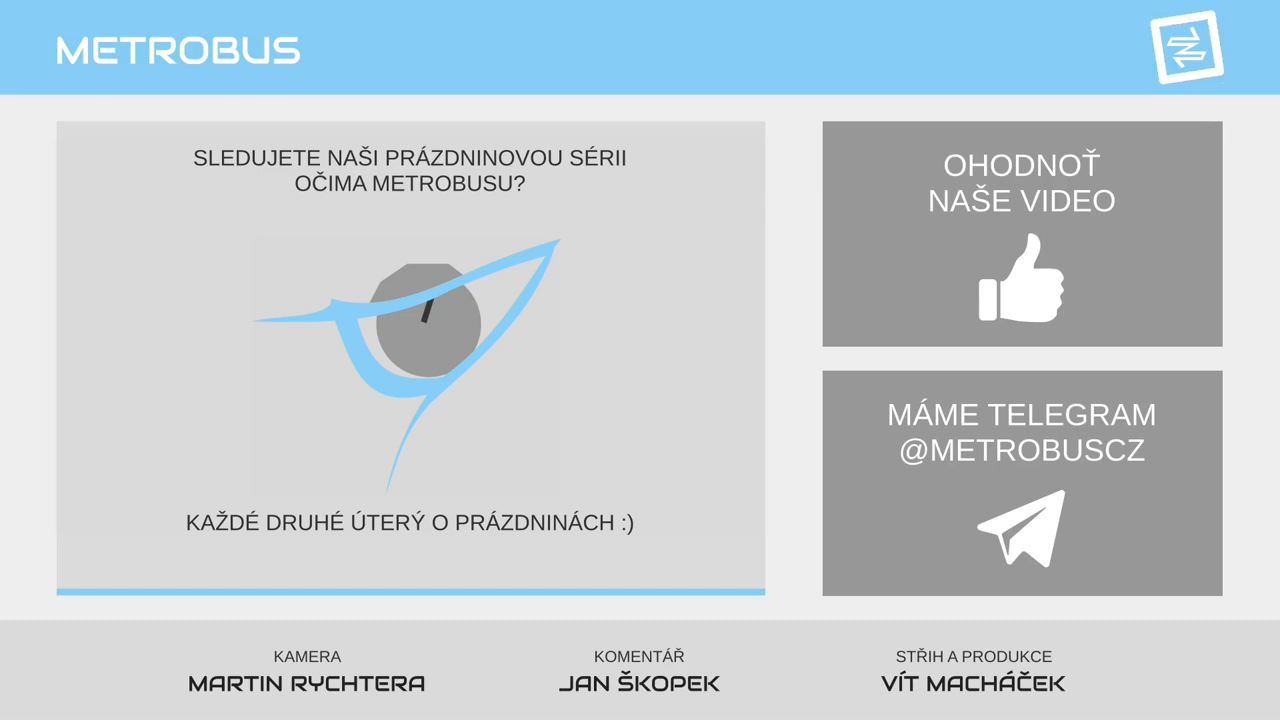 METROBUS
SLEDUJETE NAŠI PRÁZDNINOVOU SÉRII
OČIMA METROBUSU?
KAŽDÉ DRUHÉ ÚTERÝ O PRÁZDNINÁCH :)
OHODNOŤ
NAŠE VIDEO
MÁME TELEGRAM
@METROBUSCZ
KAMERA
MARTIN RYCHTERA
KOMENTÁŘ
JAN ŠKOPEK
STŘIH A PRODUKCE
VÍT MACHÁČEK